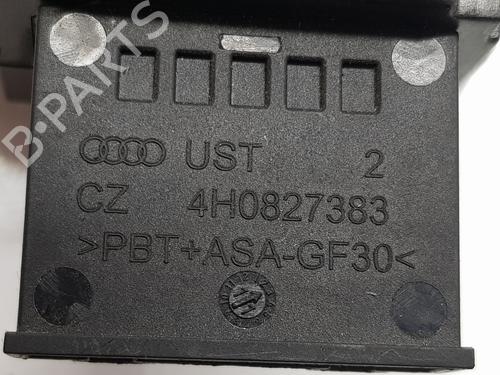 B-PARTS
UST 2
CZ 4H0827383
>PBT+ASA-GF30<